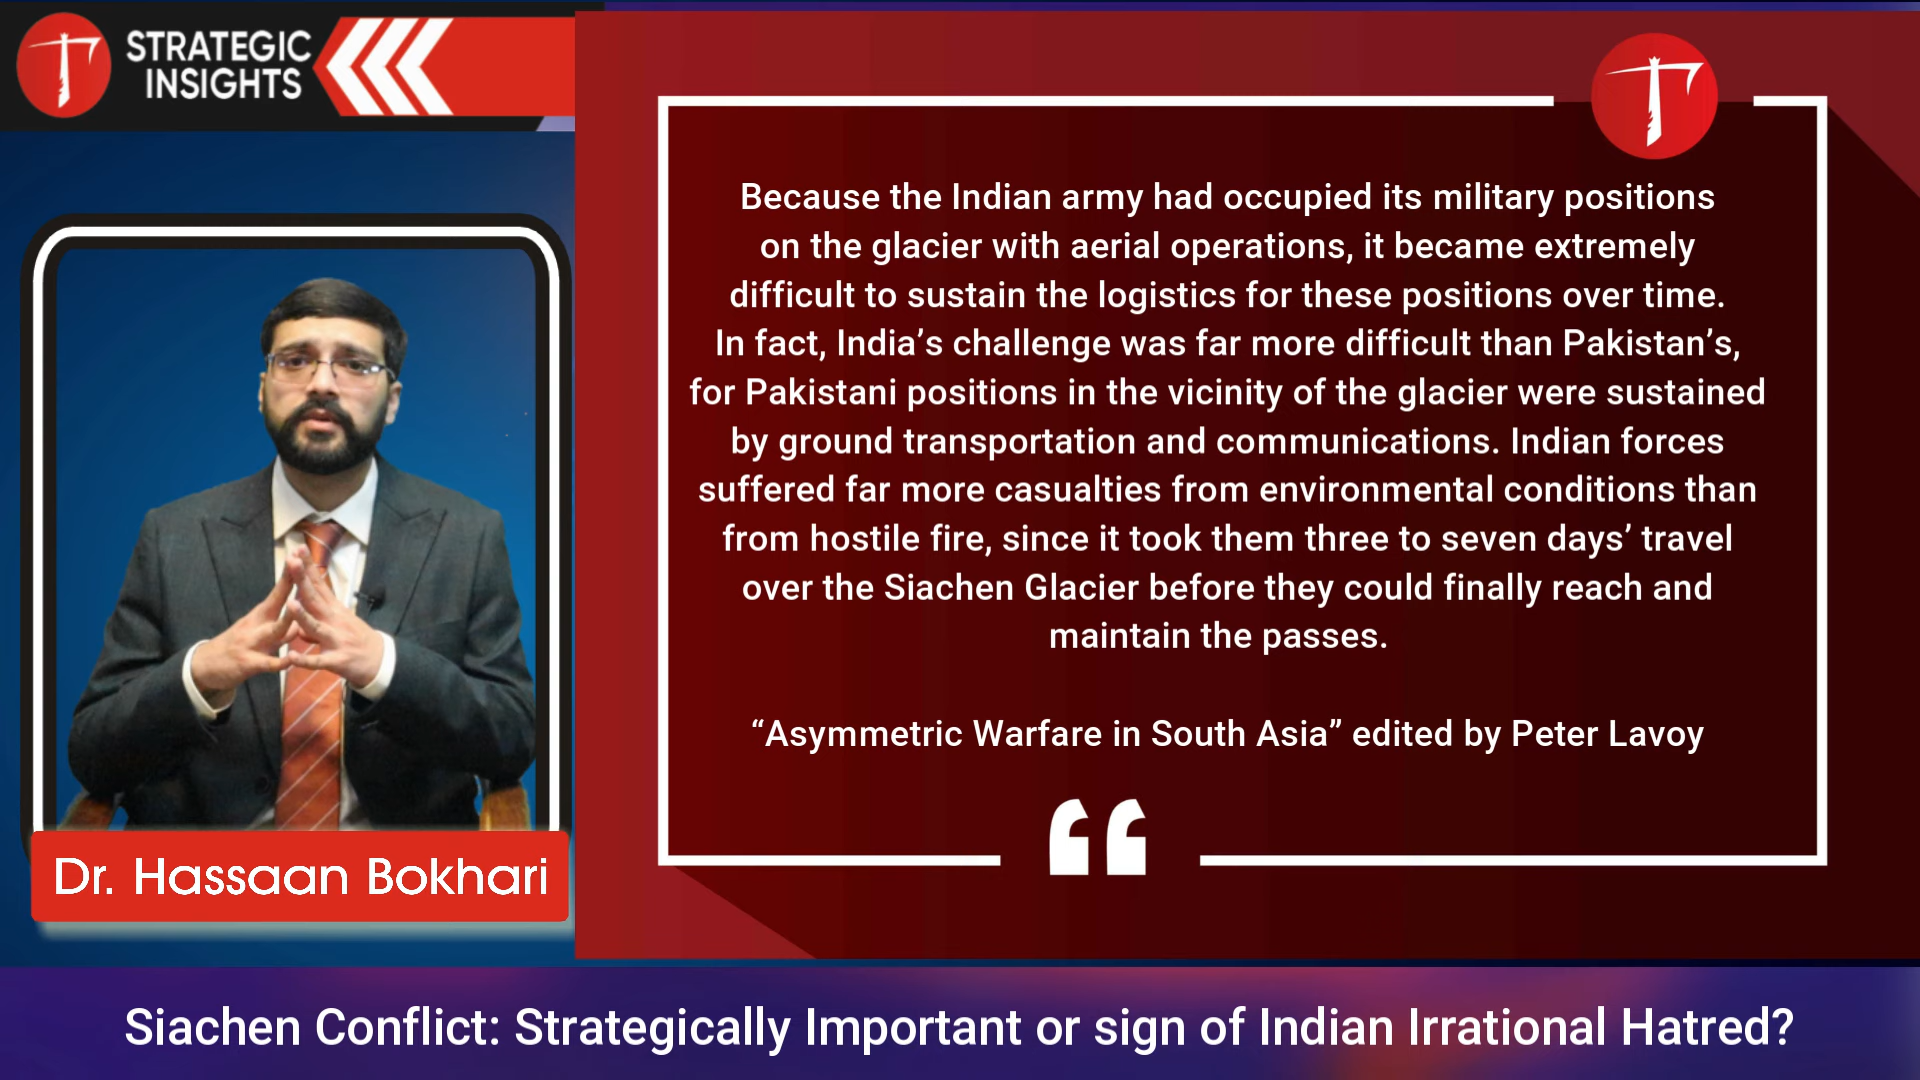 STRATEGIC
INSIGHTS
Because the Indian army had occupied its military positions
on the glacier with aerial operations, it became extremely
difficult to sustain the logistics for these positions over time.
In fact, India’s challenge was far more difficult than Pakistan’s,
for Pakistani positions in the vicinity of the glacier were sustained
by ground transportation and communications. Indian forces
suffered far more casualties from environmental conditions than
from hostile fire, since it took them three to seven days’ travel
over the Siachen Glacier before they could finally reach and
maintain the passes.
“Asymmetric Warfare in South Asia” edited by Peter Lavoy
Dr. Hassaan Bokhari
Siachen Conflict: Strategically Important or sign of Indian Irrational Hatred?